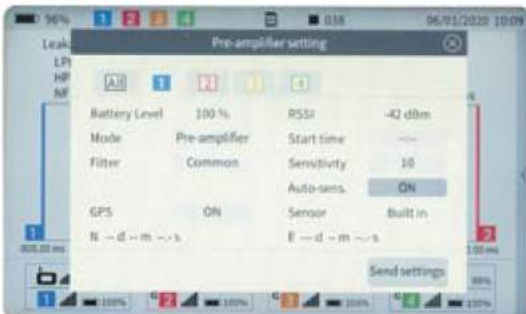 96% 1 2 3 4 038 06/01/2020 10:09
Pre-amplifier setting
Leak
LP
HP
NF
All 1 2 3 4
Battery Level 100 % RSSI -42 dBm
Mode Pre-amplifier Start time --:--
Filter Common Sensitivity 10
Auto-sens. ON
GPS ON Sensor Built in
N -- d -- m --.-- s E -- d -- m --.-- s
1 2
Send settings
1 100% G 2 100% G 3 100% G 4 100%